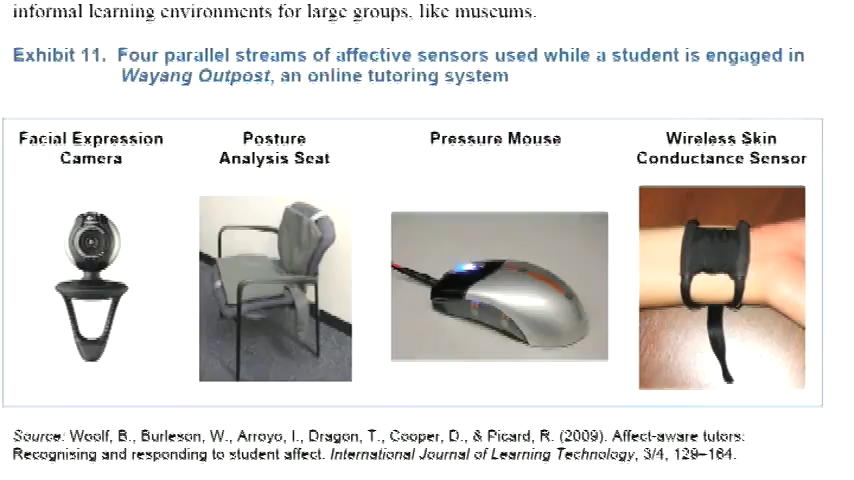 informal learning environments for large groups, like museums.
Exhibit 11. Four parallel streams of affective sensors used while a student is engaged in
Wayang Outpost, an online tutoring system
Facial Expression
Camera
Posture
Analysis Seat
Pressure Mouse
Wireless Skin
Conductance Sensor
Source: Woolf, B., Burleson, W., Arroyo, I., Dragon, T., Cooper, D., & Picard, R. (2009). Affect-aware tutors:
Recognising and responding to student affect. International Journal of Learning Technology, 3/4, 129–164.